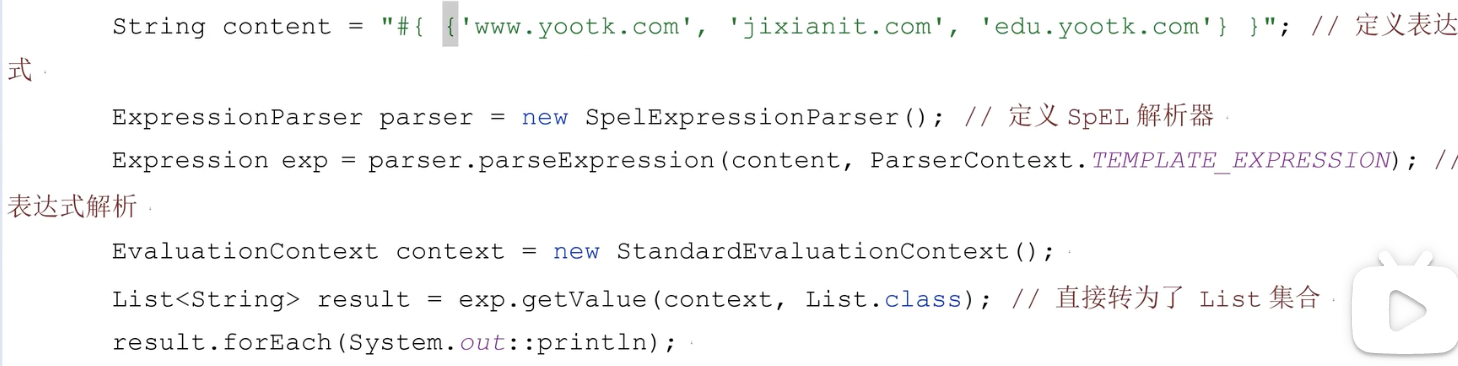 String content = "#{ {'www.yootk.com', 'jixianit.com', 'edu.yootk.com'} }"; // 定义表达
式
ExpressionParser parser = new SpelExpressionParser(); // 定义 SpEL 解析器
Expression exp = parser.parseExpression(content, ParserContext.TEMPLATE_EXPRESSION); //
表达式解析
EvaluationContext context = new StandardEvaluationContext();
List<String> result = exp.getValue(context, List.class); // 直接转为了 List 集合
result.forEach(System.out::println);